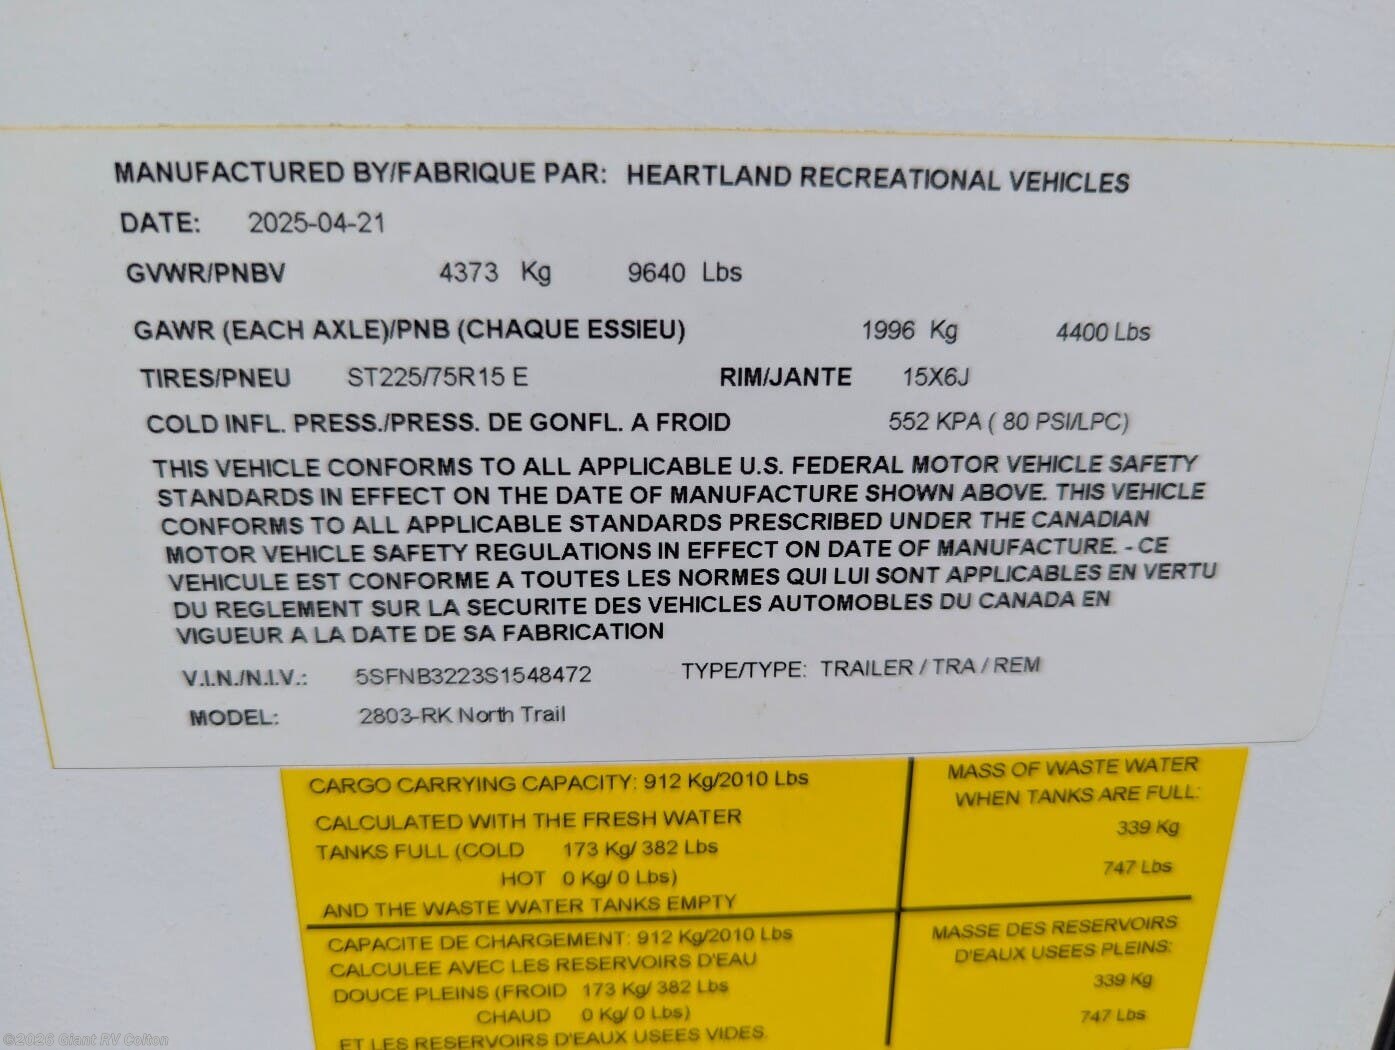 MANUFACTURED BY/FABRIQUE PAR: HEARTLAND RECREATIONAL VEHICLES
DATE: 2025-04-21
GVWR/PNBV 4373 Kg 9640 Lbs
GAWR (EACH AXLE)/PNB (CHAQUE ESSIEU) 1996 Kg 4400 Lbs
TIRES/PNEU ST225/75R15 E RIM/JANTE 15X6J
COLD INFL. PRESS./PRESS. DE GONFL. A FROID 552 KPA ( 80 PSI/LPC)
THIS VEHICLE CONFORMS TO ALL APPLICABLE U.S. FEDERAL MOTOR VEHICLE SAFETY
STANDARDS IN EFFECT ON THE DATE OF MANUFACTURE SHOWN ABOVE. THIS VEHICLE
CONFORMS TO ALL APPLICABLE STANDARDS PRESCRIBED UNDER THE CANADIAN
MOTOR VEHICLE SAFETY REGULATIONS IN EFFECT ON DATE OF MANUFACTURE. - CE
VEHICULE EST CONFORME A TOUTES LES NORMES QUI LUI SONT APPLICABLES EN VERTU
DU REGLEMENT SUR LA SECURITE DES VEHICLES AUTOMOBLES DU CANADA EN
VIGUEUR A LA DATE DE SA FABRICATION
V.I.N./N.I.V.: 5SFNB3223S1548472 TYPE/TYPE: TRAILER / TRA / REM
MODEL: 2803-RK North Trail
CARGO CARRYING CAPACITY: 912 Kg/2010 Lbs
CALCULATED WITH THE FRESH WATER
TANKS FULL (COLD 173 Kg/ 382 Lbs
HOT 0 Kg/ 0 Lbs)
AND THE WASTE WATER TANKS EMPTY
MASS OF WASTE WATER
WHEN TANKS ARE FULL:
339 Kg
747 Lbs
CAPACITE DE CHARGEMENT: 912 Kg/2010 Lbs
CALCULEE AVEC LES RESERVOIRS D'EAU
DOUCE PLEINS (FROID 173 Kg/ 382 Lbs
CHAUD 0 Kg/ 0 Lbs)
ET LES RESERVOIRS D'EAUX USEES VIDES.
MASSE DES RESERVOIRS
D'EAUX USEES PLEINS:
339 Kg
747 Lbs
©2026 Giant RV Colton